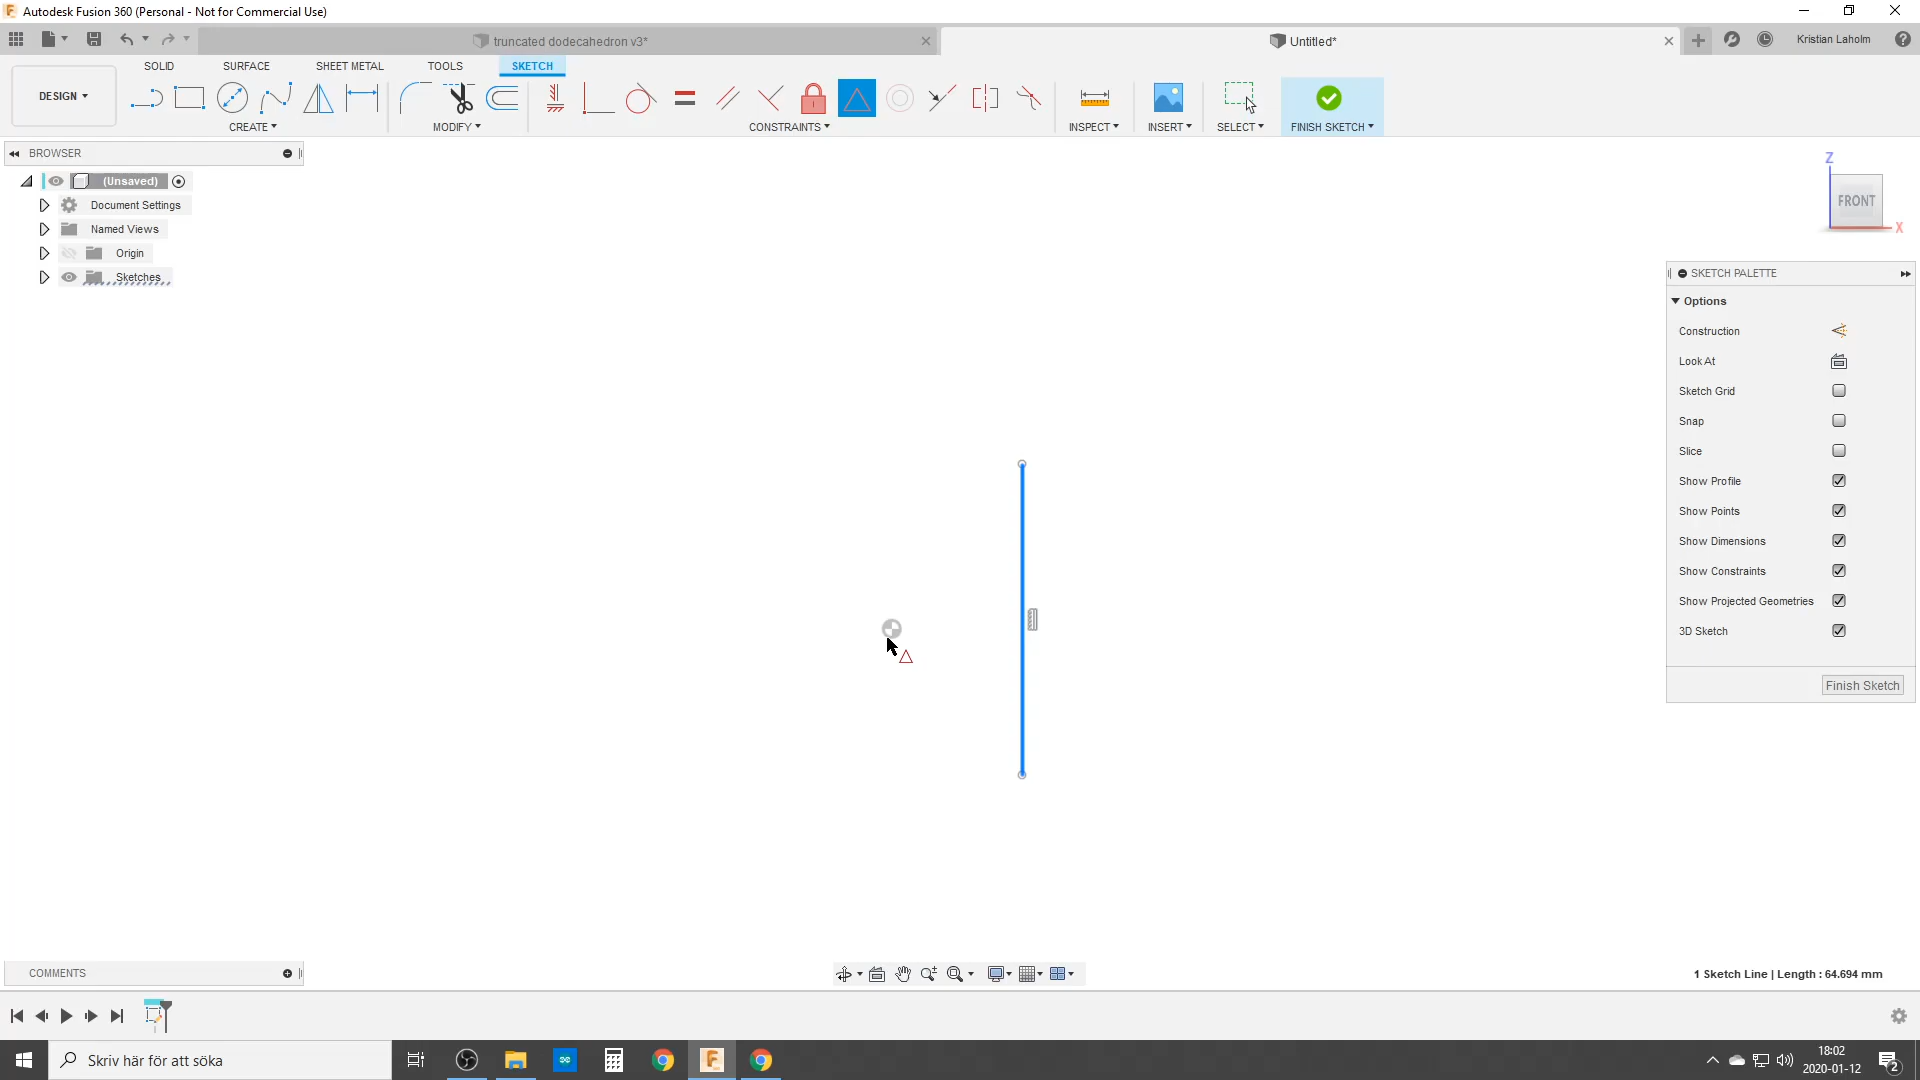 Autodesk Fusion 360 (Personal - Not for Commercial Use)
truncated dodecahedron v3*
Untitled*
Kristian Laholm
DESIGN
SOLID
SURFACE
SHEET METAL
TOOLS
SKETCH
CREATE
MODIFY
CONSTRAINTS
INSPECT
INSERT
SELECT
FINISH SKETCH
BROWSER
(Unsaved)
Document Settings
Named Views
Origin
Sketches
Z
FRONT
X
SKETCH PALETTE
Options
Construction
Look At
Sketch Grid
Snap
Slice
Show Profile
Show Points
Show Dimensions
Show Constraints
Show Projected Geometries
3D Sketch
Finish Sketch
COMMENTS
1 Sketch Line | Length : 64.694 mm
Skriv här för att söka
18:02
2020-01-12
2